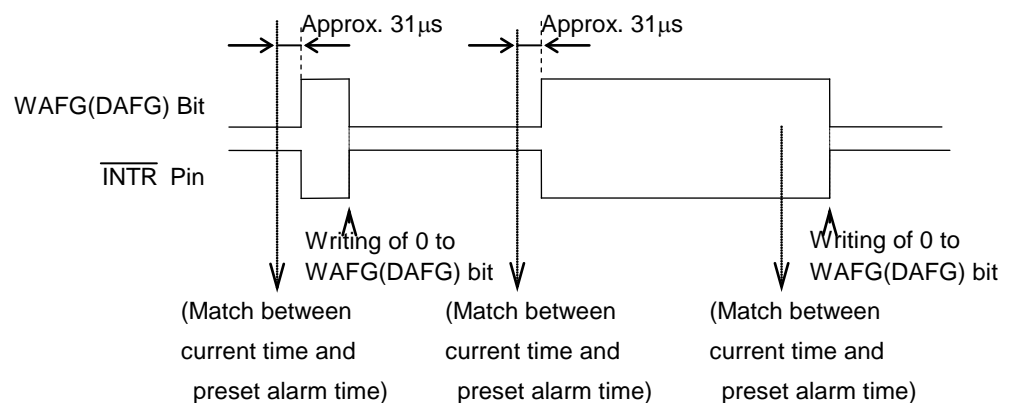 Approx. 31μs
Approx. 31μs
WAFG(DAFG) Bit
INTR Pin
Writing of 0 to
WAFG(DAFG) bit
Writing of 0 to
WAFG(DAFG) bit
(Match between
current time and
preset alarm time)
(Match between
current time and
preset alarm time)
(Match between
current time and
preset alarm time)